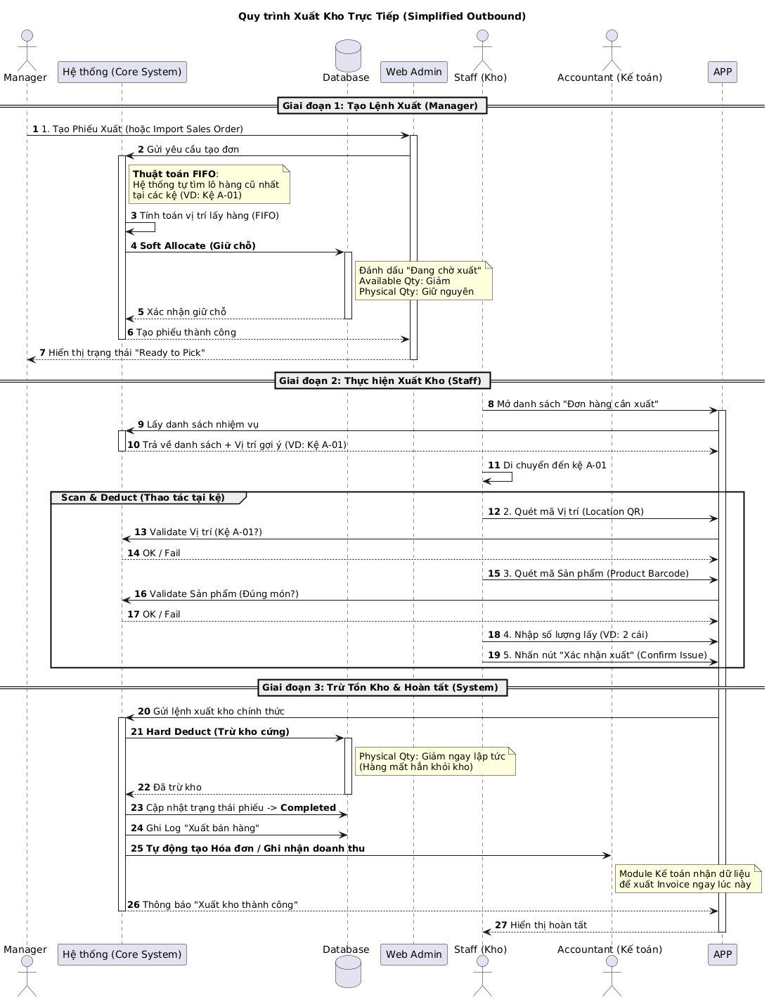 Quy trình Xuất Kho Trực Tiếp (Simplified Outbound)
Manager
Hệ thống (Core System)
Database
Web Admin
Staff (Kho)
Accountant (Kế toán)
APP
Giai đoạn 1: Tạo Lệnh Xuất (Manager)
1 1. Tạo Phiếu Xuất (hoặc Import Sales Order)
2 Gửi yêu cầu tạo đơn
Thuật toán FIFO:
Hệ thống tự tìm lô hàng cũ nhất
tại các kệ (VD: Kệ A-01)
3 Tính toán vị trí lấy hàng (FIFO)
4 Soft Allocate (Giữ chỗ)
Đánh dấu "Đang chờ xuất"
Available Qty: Giảm
Physical Qty: Giữ nguyên
5 Xác nhận giữ chỗ
6 Tạo phiếu thành công
7 Hiển thị trạng thái "Ready to Pick"
Giai đoạn 2: Thực hiện Xuất Kho (Staff)
8 Mở danh sách "Đơn hàng cần xuất"
9 Lấy danh sách nhiệm vụ
10 Trả về danh sách + Vị trí gợi ý (VD: Kệ A-01)
11 Di chuyển đến kệ A-01
Scan & Deduct (Thao tác tại kệ)
12 2. Quét mã Vị trí (Location QR)
13 Validate Vị trí (Kệ A-01?)
14 OK / Fail
15 3. Quét mã Sản phẩm (Product Barcode)
16 Validate Sản phẩm (Đúng món?)
17 OK / Fail
18 4. Nhập số lượng lấy (VD: 2 cái)
19 5. Nhấn nút "Xác nhận xuất" (Confirm Issue)
Giai đoạn 3: Trừ Tồn Kho & Hoàn tất (System)
20 Gửi lệnh xuất kho chính thức
21 Hard Deduct (Trừ kho cứng)
Physical Qty: Giảm ngay lập tức
(Hàng mất hẳn khỏi kho)
22 Đã trừ kho
23 Cập nhật trạng thái phiếu -> Completed
24 Ghi Log "Xuất bán hàng"
25 Tự động tạo Hóa đơn / Ghi nhận doanh thu
Module Kế toán nhận dữ liệu
để xuất Invoice ngay lúc này
26 Thông báo "Xuất kho thành công"
27 Hiển thị hoàn tất
Manager
Hệ thống (Core System)
Database
Web Admin
Staff (Kho)
Accountant (Kế toán)
APP